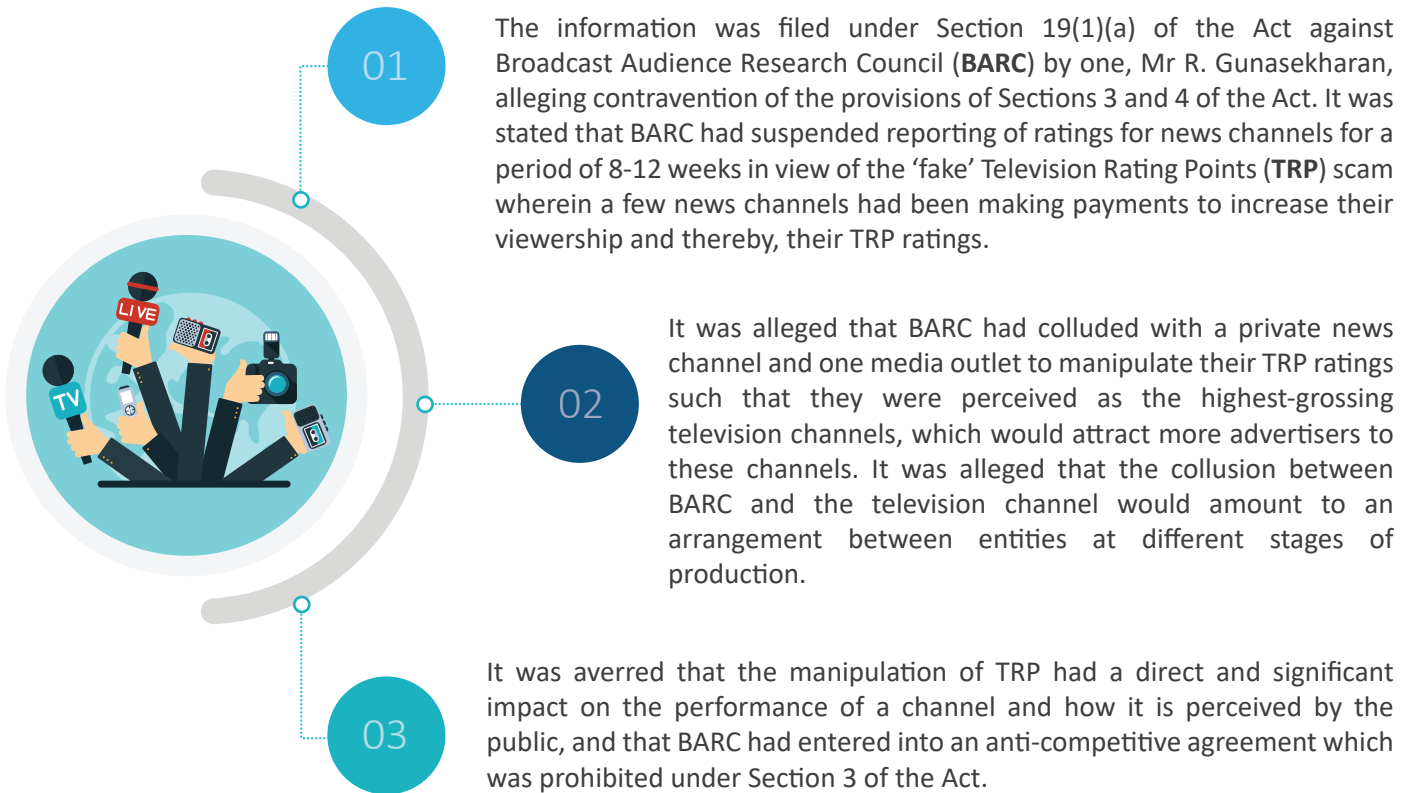 01
The information was filed under Section 19(1)(a) of the Act against
Broadcast Audience Research Council (BARC) by one, Mr R. Gunasekharan,
alleging contravention of the provisions of Sections 3 and 4 of the Act. It was
stated that BARC had suspended reporting of ratings for news channels for a
period of 8-12 weeks in view of the ‘fake’ Television Rating Points (TRP) scam
wherein a few news channels had been making payments to increase their
viewership and thereby, their TRP ratings.
LIVE
TV
02
It was alleged that BARC had colluded with a private news
channel and one media outlet to manipulate their TRP ratings
such that they were perceived as the highest-grossing
television channels, which would attract more advertisers to
these channels. It was alleged that the collusion between
BARC and the television channel would amount to an
arrangement between entities at different stages of
production.
03
It was averred that the manipulation of TRP had a direct and significant
impact on the performance of a channel and how it is perceived by the
public, and that BARC had entered into an anti-competitive agreement which
was prohibited under Section 3 of the Act.